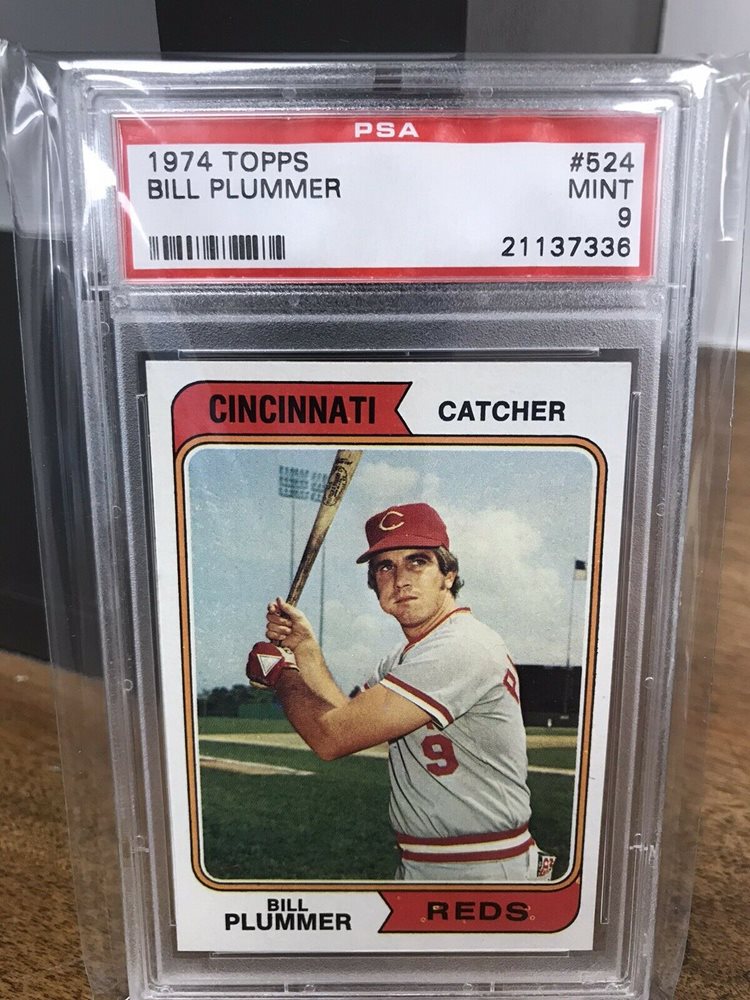 PSA
1974 TOPPS #524
BILL PLUMMER MINT
9
21137336
CINCINNATI CATCHER
C
9
BILL
PLUMMER
REDS